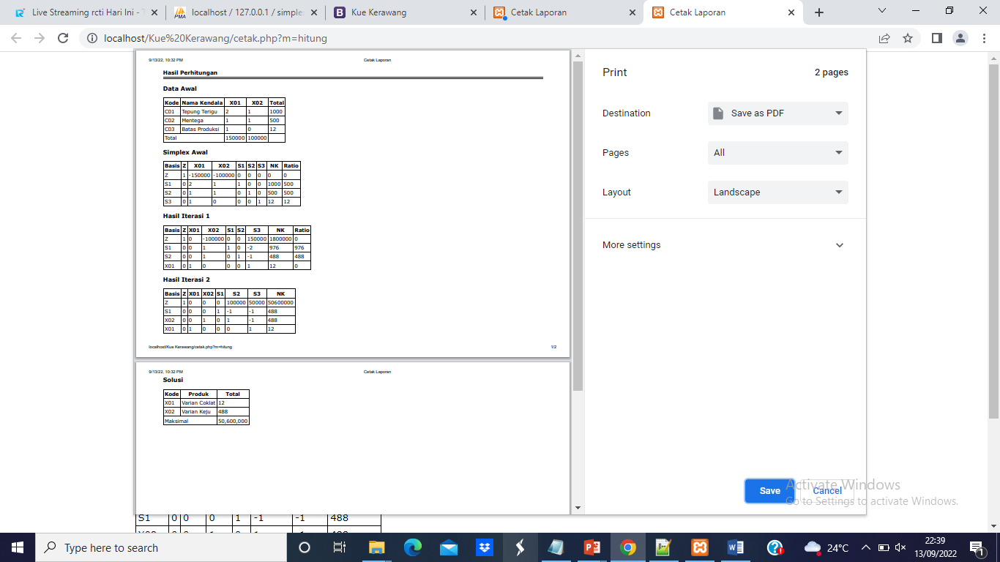 Live Streaming rcti Hari Ini - T
localhost / 127.0.0.1 / simple
Kue Kerawang
Cetak Laporan
Cetak Laporan
localhost/Kue%20Kerawang/cetak.php?m=hitung
9/13/22, 10:32 PM Cetak Laporan
Hasil Perhitungan
Data Awal
Kode Nama Kendala X01 X02 Total
C01 Tepung Terigu 2 1 1000
C02 Mentega 1 1 500
C03 Batas Produksi 1 0 12
Total 150000 100000
Simplex Awal
Basis Z X01 X02 S1 S2 S3 NK Ratio
Z 1 -150000 -100000 0 0 0 0 0
S1 0 2 1 1 0 0 1000 500
S2 0 1 1 0 1 0 500 500
S3 0 1 0 0 0 1 12 12
Hasil Iterasi 1
Basis Z X01 X02 S1 S2 S3 NK Ratio
Z 1 0 -100000 0 0 150000 1800000 0
S1 0 0 1 1 0 -2 976 976
S2 0 0 1 0 1 -1 488 488
X01 0 1 0 0 0 1 12 0
Hasil Iterasi 2
Basis Z X01 X02 S1 S2 S3 NK
Z 1 0 0 0 100000 50000 50600000
S1 0 0 0 1 -1 -1 488
X02 0 0 1 0 1 -1 488
X01 0 1 0 0 0 1 12
localhost/Kue Kerawang/cetak.php?m=hitung 1/2
9/13/22, 10:32 PM Cetak Laporan
Solusi
Kode Produk Total
X01 Varian Coklat 12
X02 Varian Keju 488
Maksimal 50,600,000
Print 2 pages
Destination Save as PDF
Pages All
Layout Landscape
More settings
Save Cancel
Activate Windows
Go to Settings to activate Windows.
S1 0 0 0 1 -1 -1 488
Type here to search
24°C
22:39
13/09/2022
1